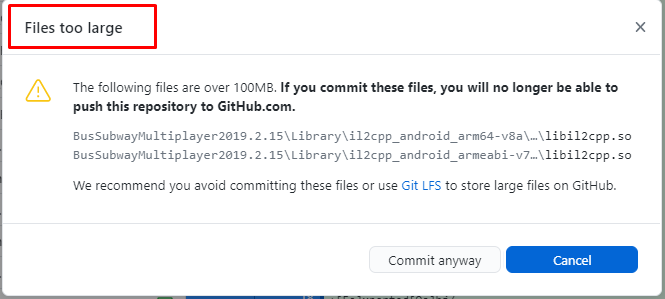 Files too large
The following files are over 100MB. If you commit these files, you will no longer be able to
push this repository to GitHub.com.
BusSubwayMultiplayer2019.2.15\Library\il2cpp_android_arm64-v8a\…\libil2cpp.so
BusSubwayMultiplayer2019.2.15\Library\il2cpp_android_armeabi-v7…\libil2cpp.so
We recommend you avoid committing these files or use Git LFS to store large files on GitHub.
Commit anyway
Cancel